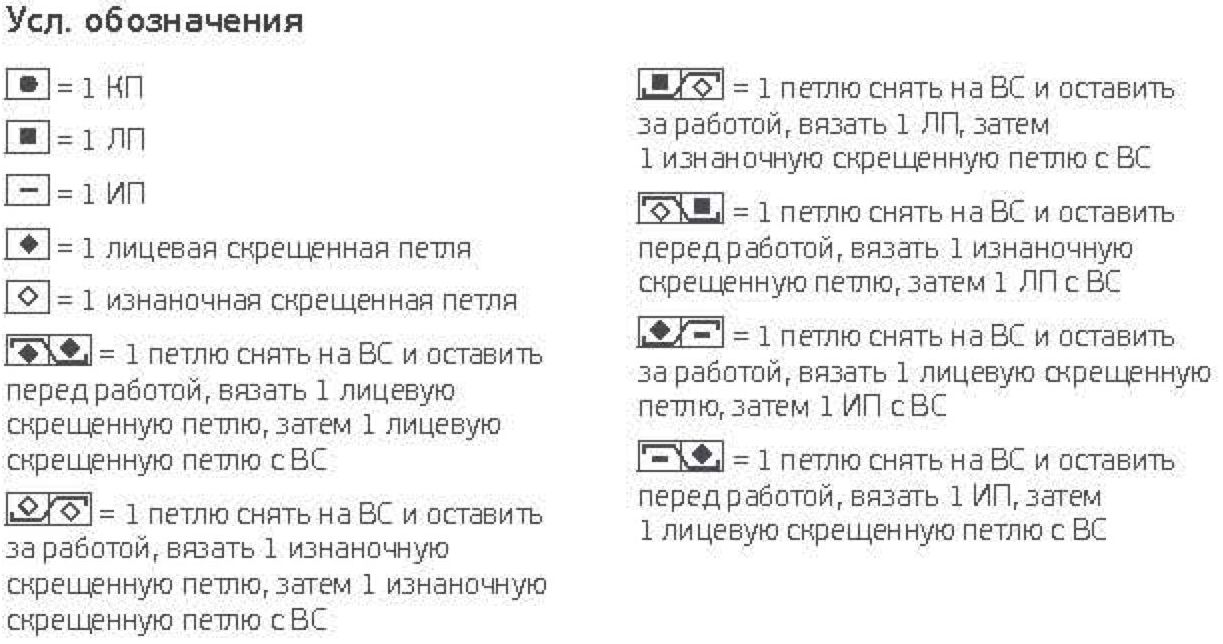 Усл. обозначения
= 1 КП
= 1 ЛП
= 1 ИП
= 1 лицевая скрещенная петля
= 1 изнаночная скрещенная петля
= 1 петлю снять на ВС и оставить
перед работой, вязать 1 лицевую
скрещенную петлю, затем 1 лицевую
скрещенную петлю с ВС
= 1 петлю снять на ВС и оставить
за работой, вязать 1 изнаночную
скрещенную петлю, затем 1 изнаночную
скрещенную петлю с ВС
= 1 петлю снять на ВС и оставить
за работой, вязать 1 ЛП, затем
1 изнаночную скрещенную петлю с ВС
= 1 петлю снять на ВС и оставить
перед работой, вязать 1 изнаночную
скрещенную петлю, затем 1 ЛП с ВС
= 1 петлю снять на ВС и оставить
за работой, вязать 1 лицевую скрещенную
петлю, затем 1 ИП с ВС
= 1 петлю снять на ВС и оставить
перед работой, вязать 1 ИП, затем
1 лицевую скрещенную петлю с ВС